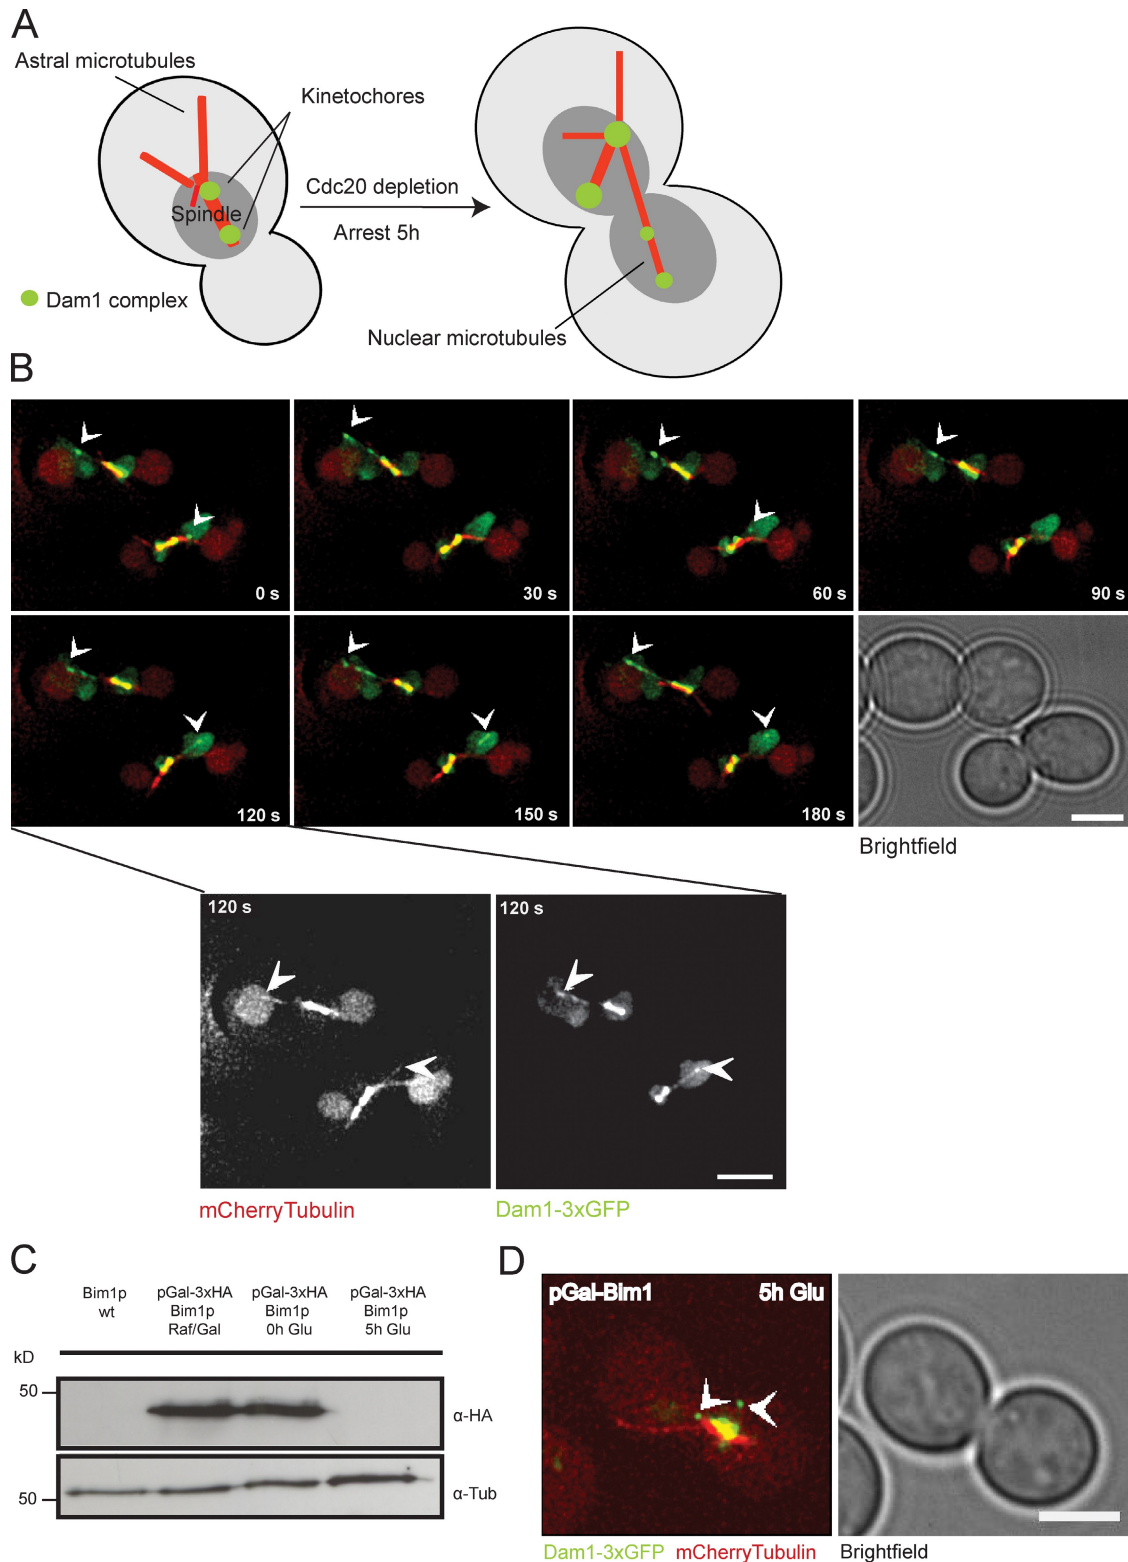 A
Astral microtubules
Kinetochores
Cdc20 depletion
Spindle
Arrest 5h
Dam1 complex
Nuclear microtubules
B
0 s
30 s
60 s
90 s
120 s
150 s
180 s
Brightfield
120 s
120 s
mCherryTubulin
Dam1-3xGFP
C
Bim1p
wt
pGal-3xHA
Bim1p
Raf/Gal
pGal-3xHA
Bim1p
0h Glu
pGal-3xHA
Bim1p
5h Glu
kD
50
α-HA
50
α-Tub
D
pGal-Bim1
5h Glu
Dam1-3xGFP mCherryTubulin
Brightfield